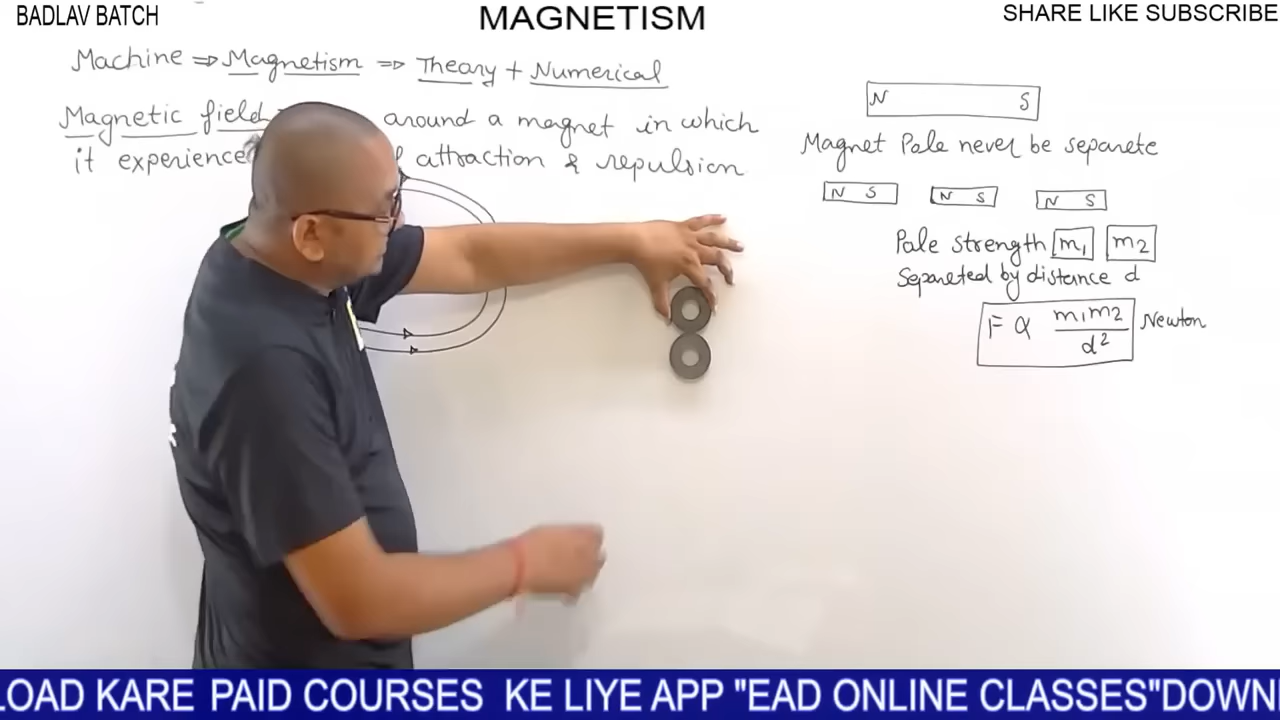 BADLAV BATCH
MAGNETISM
SHARE LIKE SUBSCRIBE
Machine ⇒ Magnetism ⇒ Theory + Numerical
Magnetic field around a magnet in which
it experience attraction & repulsion
N S
Magnet Pole never be separete
N S N S N S
Pole strength m₁ m₂
Separeted by distance d
F ∝ m₁m₂ / d² Newton
LOAD KARE PAID COURSES KE LIYE APP "EAD ONLINE CLASSES"DOWN